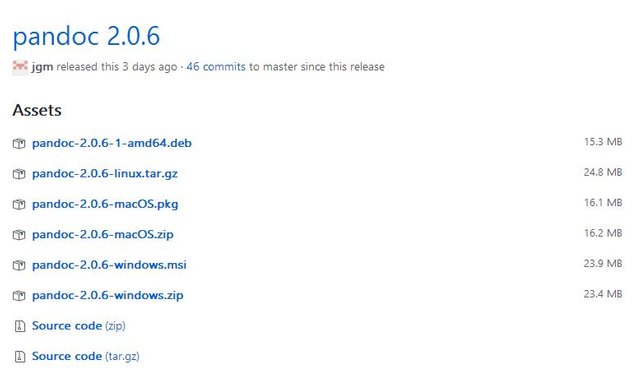 pandoc 2.0.6
jgm released this 3 days ago · 46 commits to master since this release
Assets
pandoc-2.0.6-1-amd64.deb 15.3 MB
pandoc-2.0.6-linux.tar.gz 24.8 MB
pandoc-2.0.6-macOS.pkg 16.1 MB
pandoc-2.0.6-macOS.zip 16.2 MB
pandoc-2.0.6-windows.msi 23.9 MB
pandoc-2.0.6-windows.zip 23.4 MB
Source code (zip)
Source code (tar.gz)